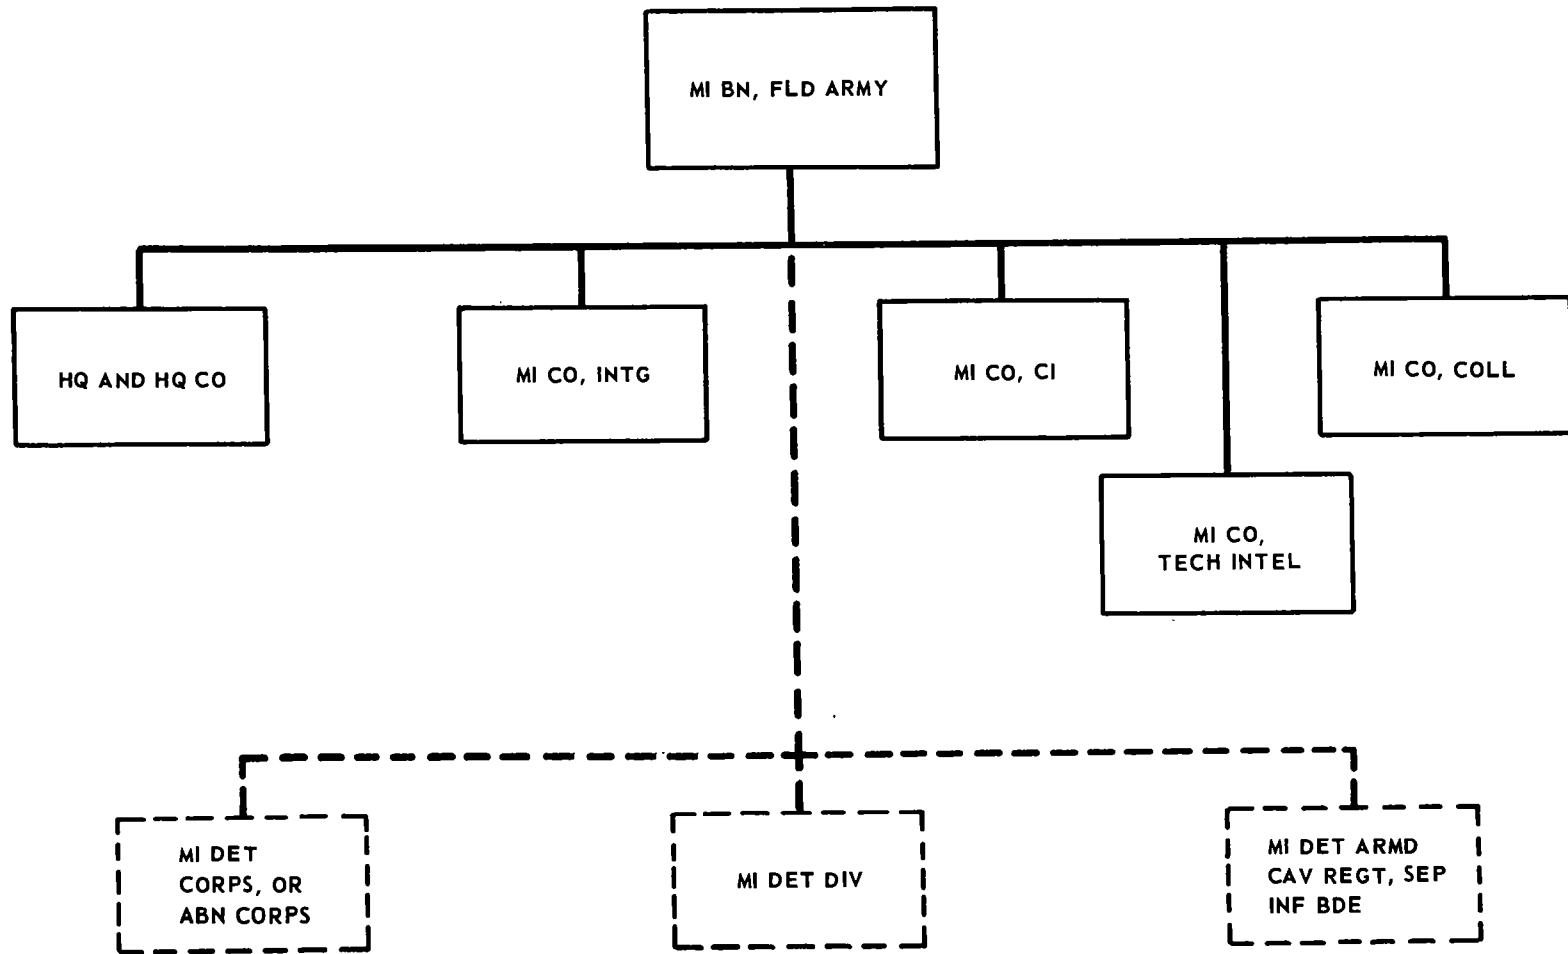 MI BN, FLD ARMY
HQ AND HQ CO
MI CO, INTG
MI CO, CI
MI CO, COLL
MI CO,
TECH INTEL
MI DET
CORPS, OR
ABN CORPS
MI DET DIV
MI DET ARMD
CAV REGT, SEP
INF BDE